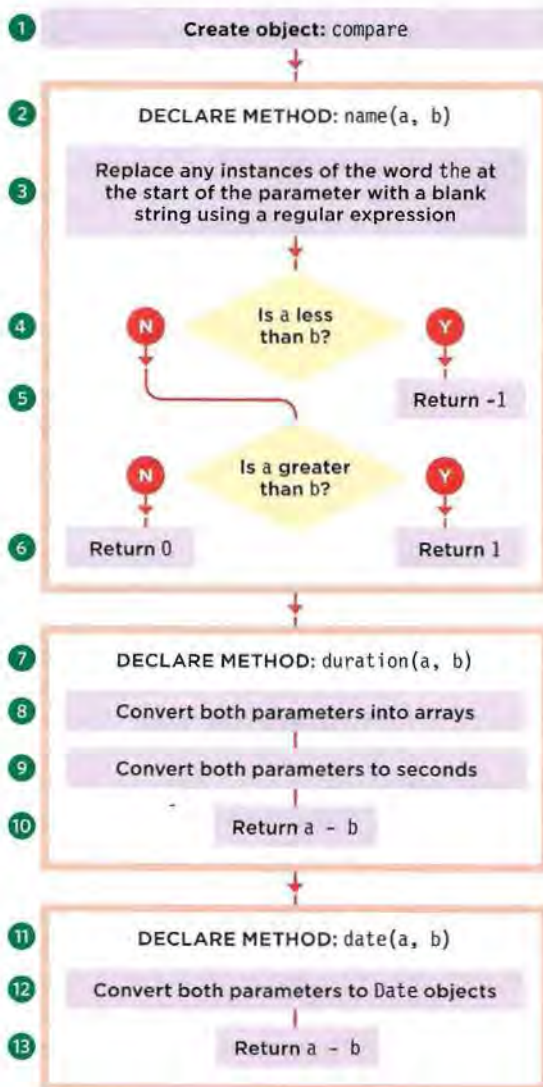 1 Create object: compare
2 DECLARE METHOD: name(a, b)
3 Replace any instances of the word the at
the start of the parameter with a blank
string using a regular expression
4 N Is a less Y
than b?
5 Return -1
N Is a greater Y
than b?
6 Return 0 Return 1
7 DECLARE METHOD: duration(a, b)
8 Convert both parameters into arrays
9 Convert both parameters to seconds
10 Return a - b
11 DECLARE METHOD: date(a, b)
12 Convert both parameters to Date objects
13 Return a - b